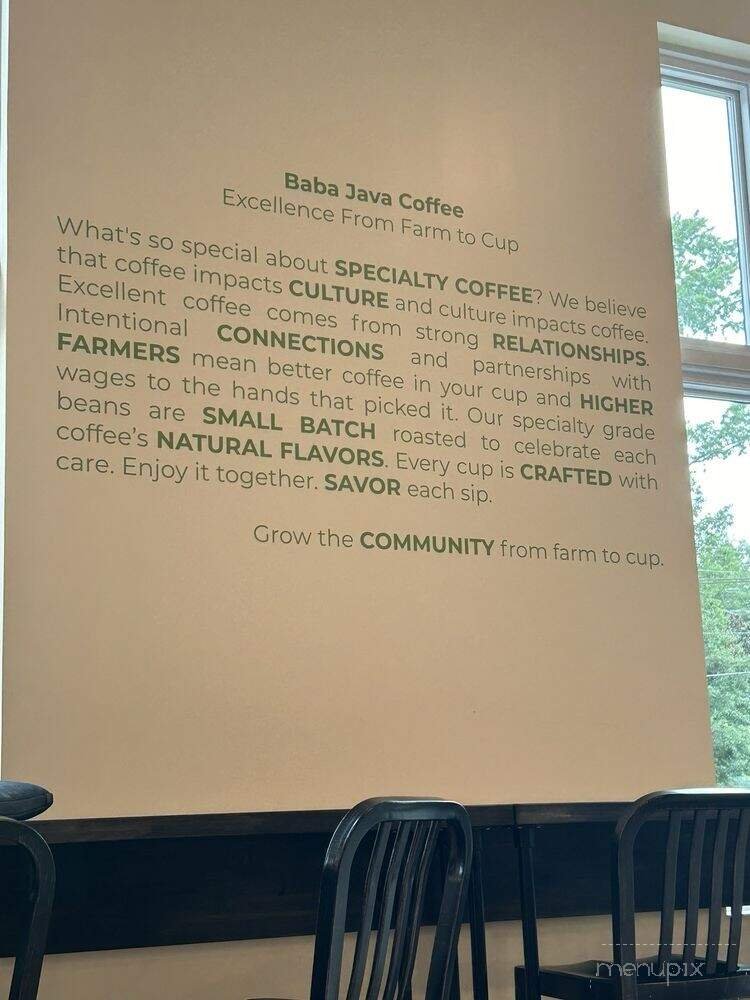 Baba Java Coffee
Excellence From Farm to Cup
What's so special about SPECIALTY COFFEE? We believe
that coffee impacts CULTURE and culture impacts coffee.
Excellent coffee comes from strong RELATIONSHIPS.
Intentional CONNECTIONS and partnerships with
FARMERS mean better coffee in your cup and HIGHER
wages to the hands that picked it. Our specialty grade
beans are SMALL BATCH roasted to celebrate each
coffee's NATURAL FLAVORS. Every cup is CRAFTED with
care. Enjoy it together. SAVOR each sip.
Grow the COMMUNITY from farm to cup.
menupix